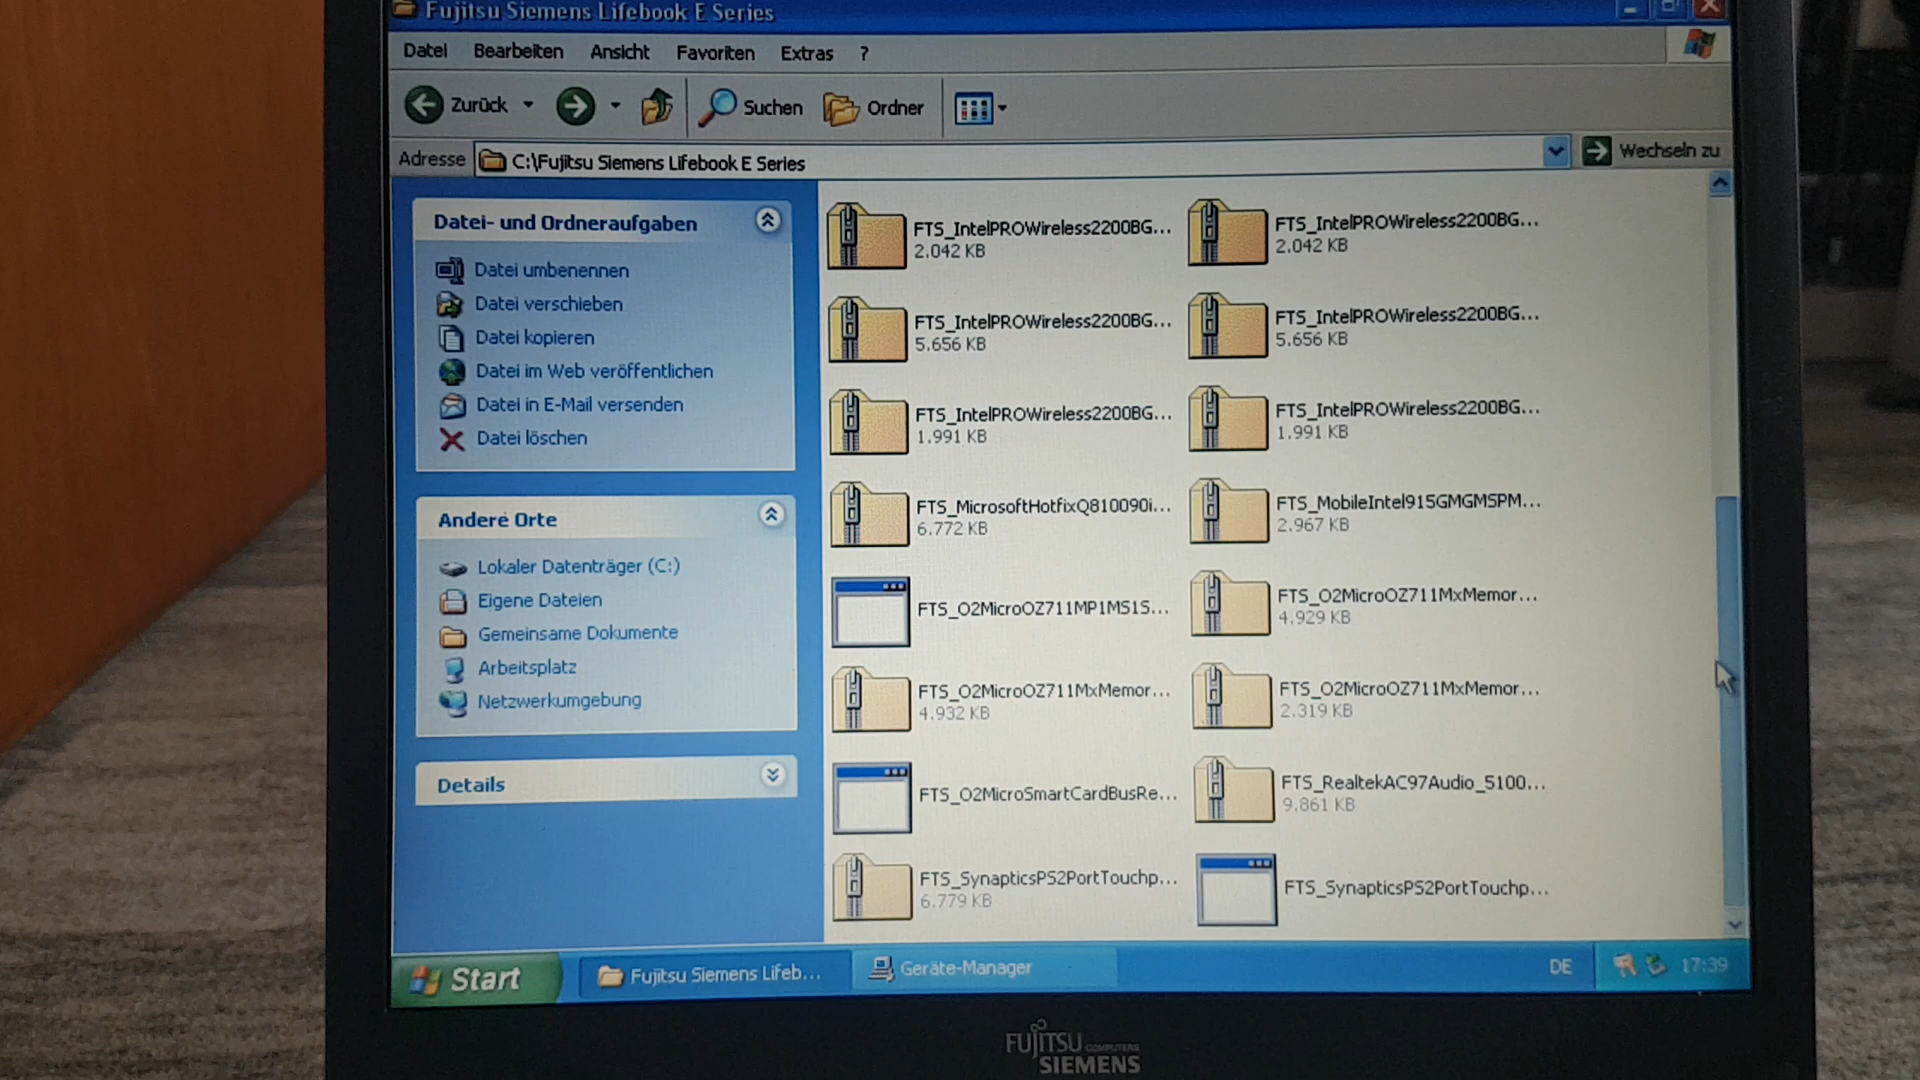 Fujitsu Siemens Lifebook E Series
Datei Bearbeiten Ansicht Favoriten Extras ?
Zurück Suchen Ordner
Adresse C:\Fujitsu Siemens Lifebook E Series Wechseln zu
Datei- und Ordneraufgaben
Datei umbenennen
Datei verschieben
Datei kopieren
Datei im Web veröffentlichen
Datei in E-Mail versenden
Datei löschen
Andere Orte
Lokaler Datenträger (C:)
Eigene Dateien
Gemeinsame Dokumente
Arbeitsplatz
Netzwerkumgebung
Details
FTS_IntelPROWireless2200BG...
2.042 KB
FTS_IntelPROWireless2200BG...
2.042 KB
FTS_IntelPROWireless2200BG...
5.656 KB
FTS_IntelPROWireless2200BG...
5.656 KB
FTS_IntelPROWireless2200BG...
1.991 KB
FTS_IntelPROWireless2200BG...
1.991 KB
FTS_MicrosoftHotfixQ810090i...
6.772 KB
FTS_MobileIntel915GMGMSPM...
2.967 KB
FTS_O2MicroOZ711MP1MS1S...
FTS_O2MicroOZ711MxMemor...
4.929 KB
FTS_O2MicroOZ711MxMemor...
4.932 KB
FTS_O2MicroOZ711MxMemor...
2.319 KB
FTS_O2MicroSmartCardBusRe...
FTS_RealtekAC97Audio_5100...
9.861 KB
FTS_SynapticsPS2PortTouchp...
6.779 KB
FTS_SynapticsPS2PortTouchp...
Start Fujitsu Siemens Lifeb... Geräte-Manager DE 17:39
FUJITSU COMPUTERS
SIEMENS